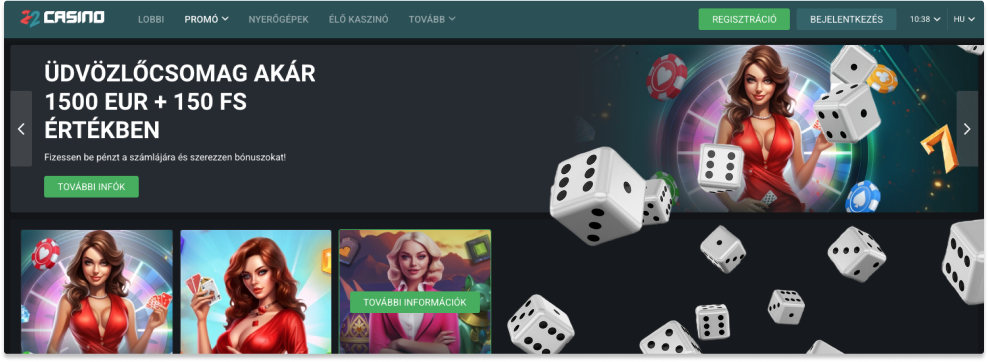 22 CASINO
LOBBI
PROMÓ
NYERŐGÉPEK
ÉLŐ KASZINÓ
TOVÁBB
REGISZTRÁCIÓ
BEJELENTKEZÉS
10:38
HU
ÜDVÖZLŐCSOMAG AKÁR
1500 EUR + 150 FS
ÉRTÉKBEN
Fizessen be pénzt a számlájára és szerezzen bónuszokat!
TOVÁBBI INFÓK
7
TOVÁBBI INFORMÁCIÓK